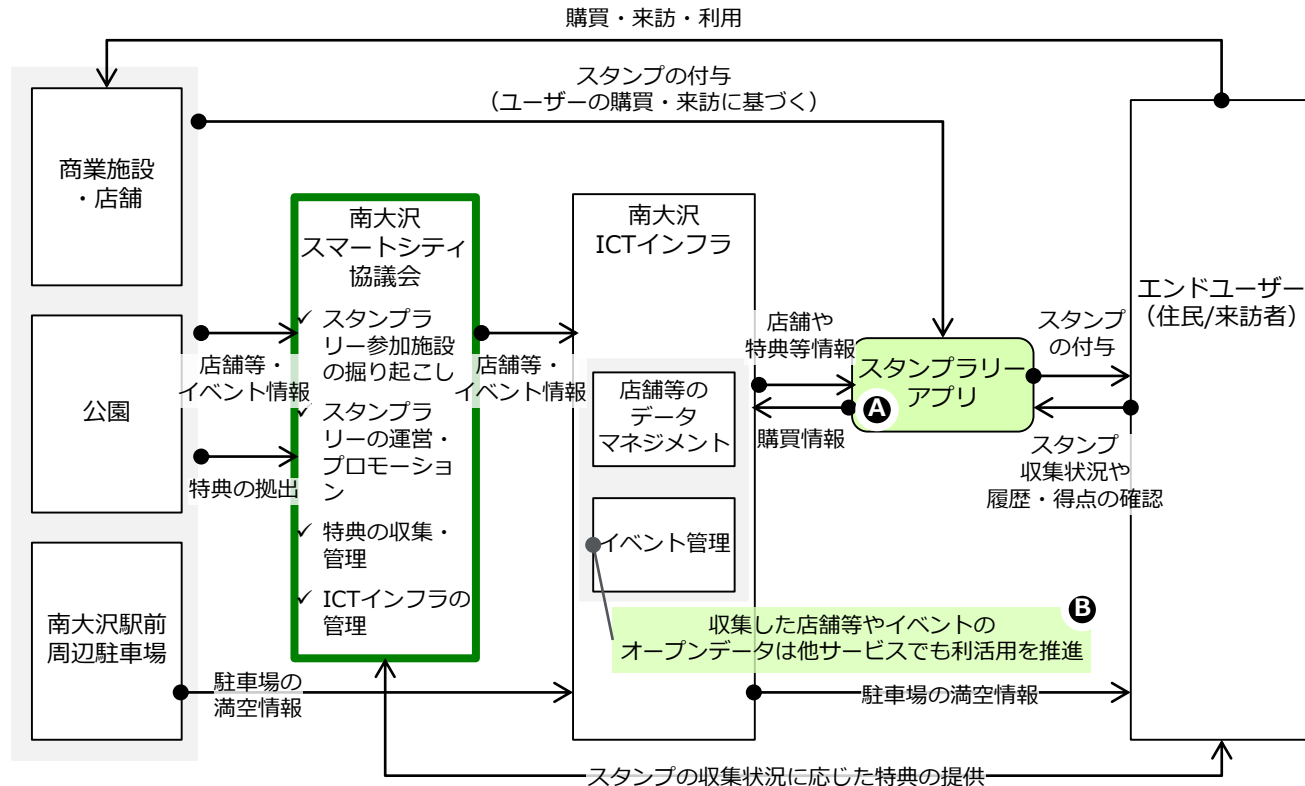 購買・来訪・利用
スタンプの付与
（ユーザーの購買・来訪に基づく）
商業施設
・店舗
公園
南大沢駅前
周辺駐車場
店舗等・
イベント情報
特典の拠出
駐車場の
満空情報
南大沢
スマートシティ
協議会
✓ スタンプラ
リー参加施設
の掘り起こし
✓ スタンプラ
リーの運営・
プロモーショ
ン
✓ 特典の収集・
管理
✓ ICTインフラの
管理
店舗等・
イベント情報
南大沢
ICTインフラ
店舗等の
データ
マネジメント
イベント管理
店舗や
特典等情報
購買情報
スタンプラリー
アプリ
A
スタンプ
の付与
スタンプ
収集状況や
履歴・得点の確認
エンドユーザー
（住民/来訪者）
B
収集した店舗等やイベントの
オープンデータは他サービスでも利活用を推進
駐車場の満空情報
スタンプの収集状況に応じた特典の提供